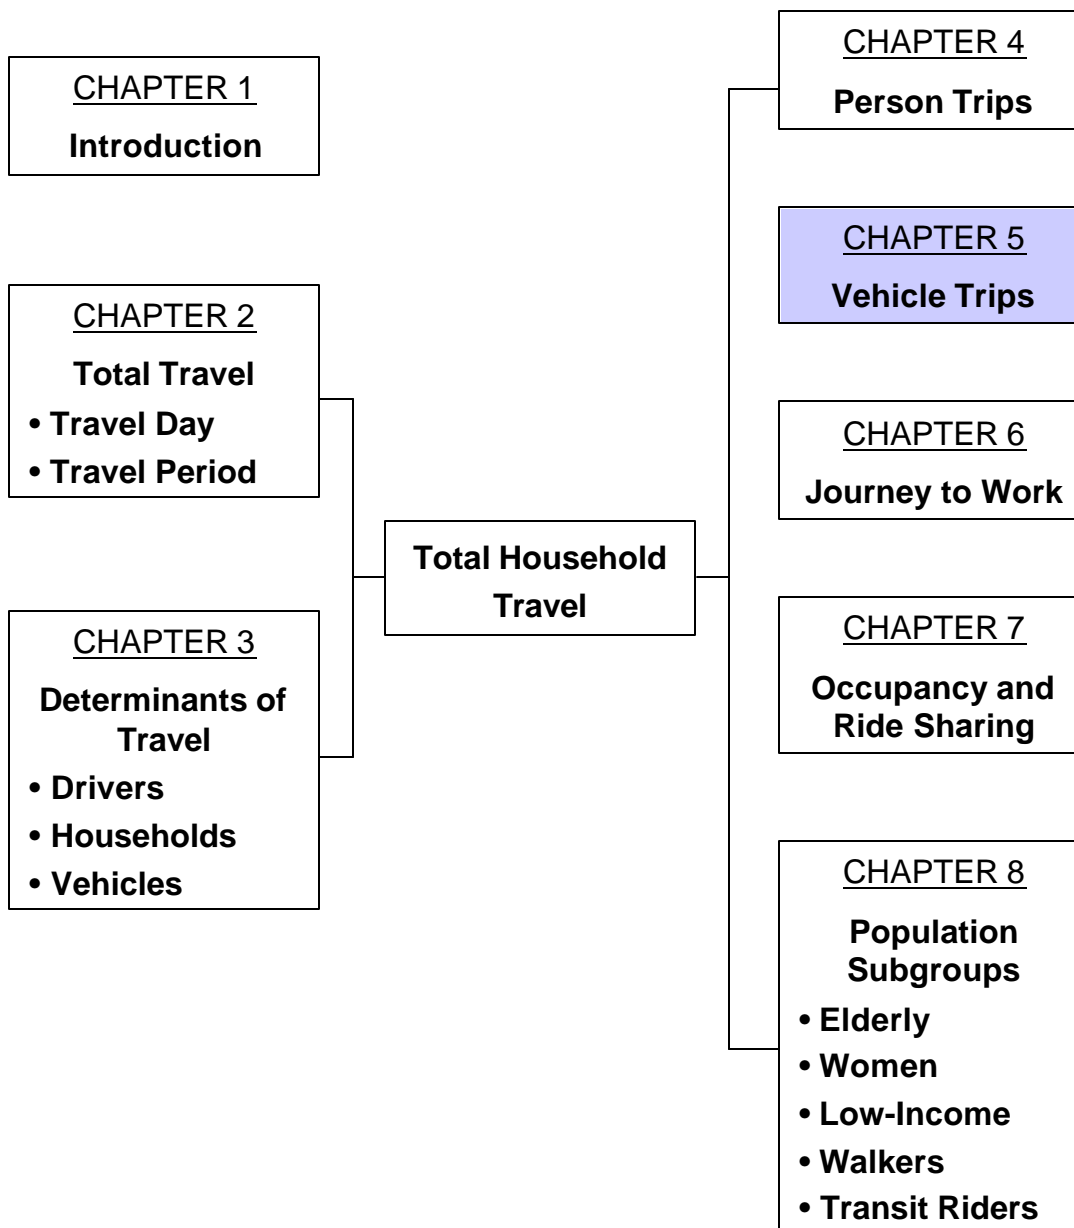 CHAPTER 1
Introduction
CHAPTER 2
Total Travel
• Travel Day
• Travel Period
CHAPTER 3
Determinants of
Travel
• Drivers
• Households
• Vehicles
Total Household
Travel
CHAPTER 4
Person Trips
CHAPTER 5
Vehicle Trips
CHAPTER 6
Journey to Work
CHAPTER 7
Occupancy and
Ride Sharing
CHAPTER 8
Population
Subgroups
• Elderly
• Women
• Low-Income
• Walkers
• Transit Riders